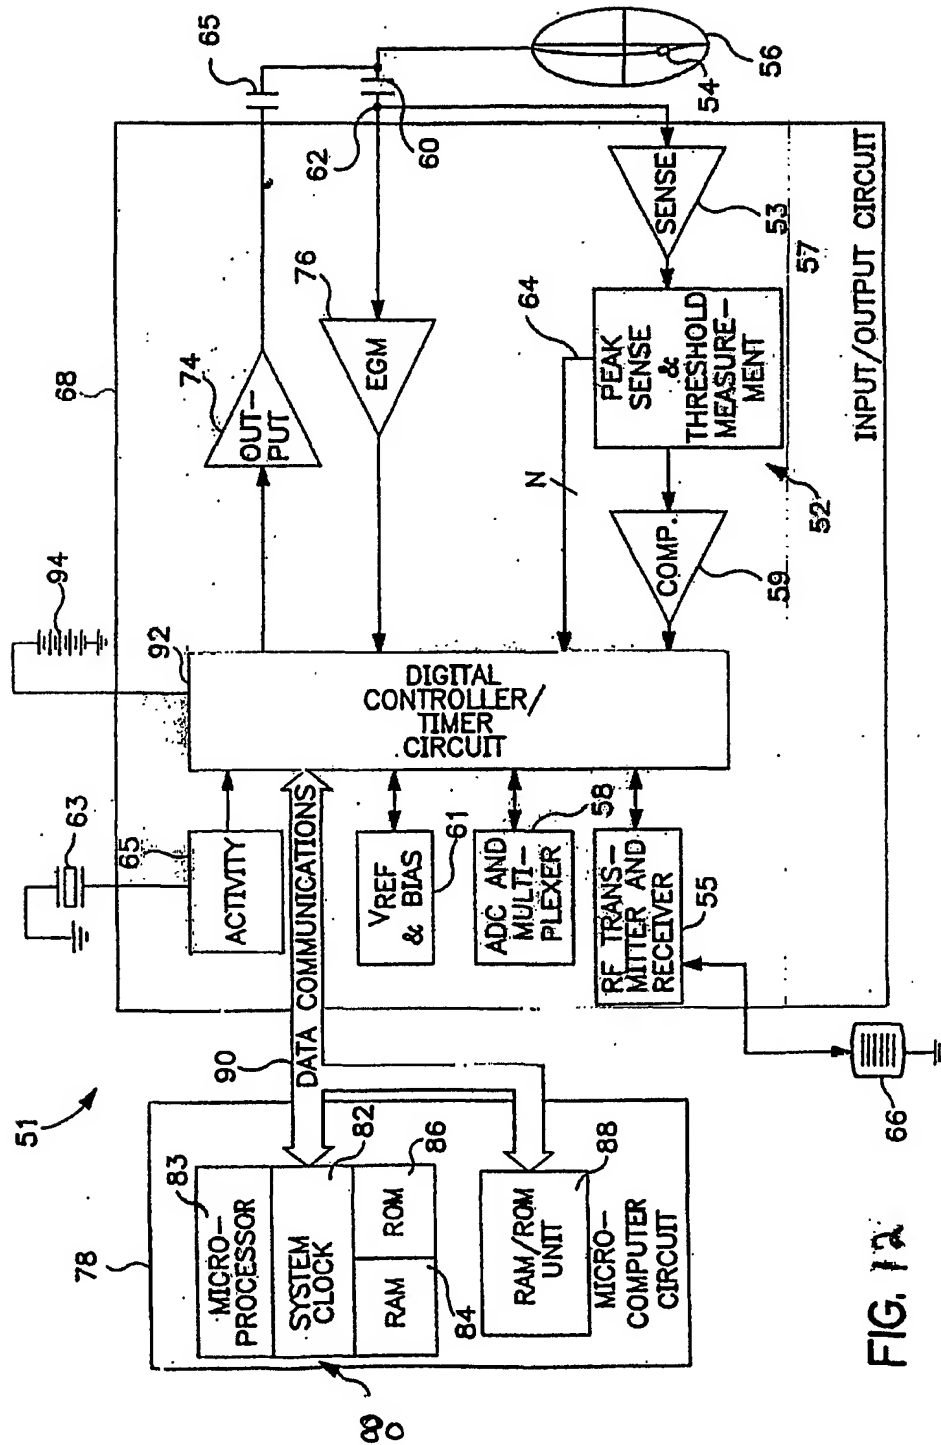 51
78
MICRO-
PROCESSOR
83
SYSTEM
CLOCK
82
RAM
84
ROM
86
80
RAM/ROM
UNIT
88
MICRO-
COMPUTER
CIRCUIT
90
DATA COMMUNICATIONS
63
65
ACTIVITY
VREF
& BIAS
61
ADC AND
MULTI-
PLEXER
58
RF TRANS-
MITTER AND
RECEIVER
55
66
94
92
DIGITAL
CONTROLLER/
TIMER
CIRCUIT
68
74
OUT-
PUT
76
EGM
N
64
PEAK
SENSE
&
THRESHOLD
MEASURE-
MENT
COMP.
59
52
SENSE
53
57
INPUT/OUTPUT CIRCUIT
62
60
65
54
56
FIG. 12